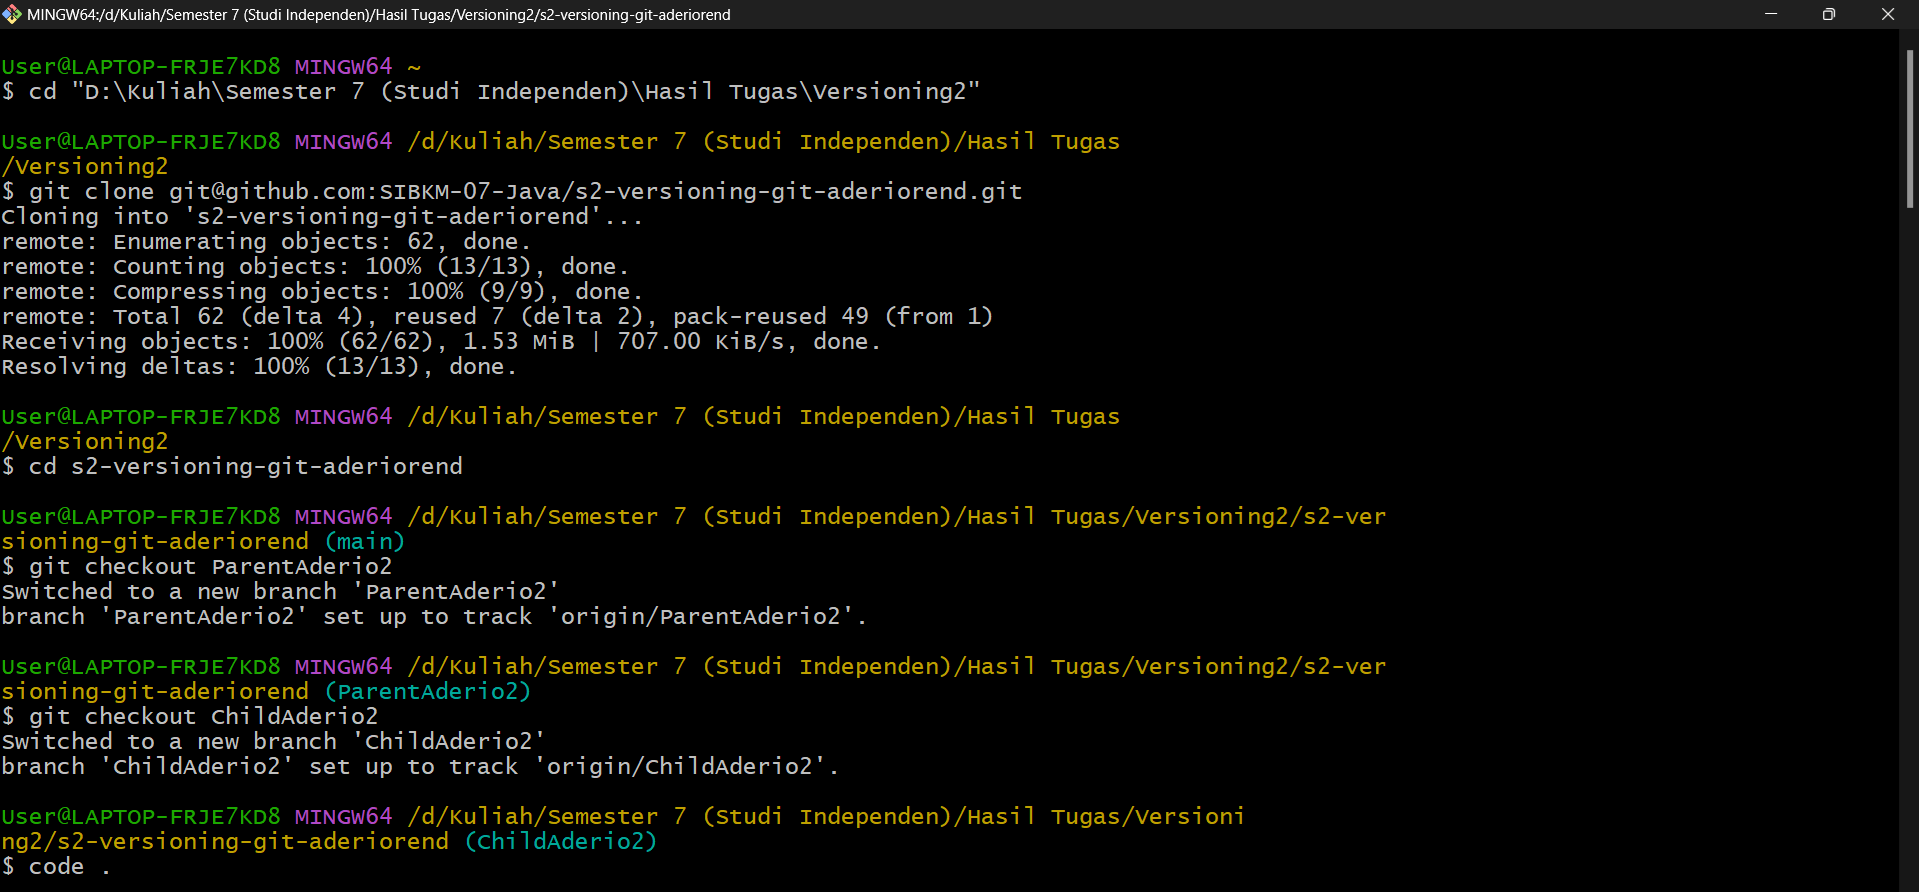 MINGW64:/d/Kuliah/Semester 7 (Studi Independen)/Hasil Tugas/Versioning2/s2-versioning-git-aderiorend
User@LAPTOP-FRJE7KD8 MINGW64 ~
$ cd "D:\Kuliah\Semester 7 (Studi Independen)\Hasil Tugas\Versioning2"
User@LAPTOP-FRJE7KD8 MINGW64 /d/Kuliah/Semester 7 (Studi Independen)/Hasil Tugas
/Versioning2
$ git clone git@github.com:SIBKM-07-Java/s2-versioning-git-aderiorend.git
Cloning into 's2-versioning-git-aderiorend'...
remote: Enumerating objects: 62, done.
remote: Counting objects: 100% (13/13), done.
remote: Compressing objects: 100% (9/9), done.
remote: Total 62 (delta 4), reused 7 (delta 2), pack-reused 49 (from 1)
Receiving objects: 100% (62/62), 1.53 MiB | 707.00 KiB/s, done.
Resolving deltas: 100% (13/13), done.
User@LAPTOP-FRJE7KD8 MINGW64 /d/Kuliah/Semester 7 (Studi Independen)/Hasil Tugas
/Versioning2
$ cd s2-versioning-git-aderiorend
User@LAPTOP-FRJE7KD8 MINGW64 /d/Kuliah/Semester 7 (Studi Independen)/Hasil Tugas/Versioning2/s2-ver
sioning-git-aderiorend (main)
$ git checkout ParentAderio2
Switched to a new branch 'ParentAderio2'
branch 'ParentAderio2' set up to track 'origin/ParentAderio2'.
User@LAPTOP-FRJE7KD8 MINGW64 /d/Kuliah/Semester 7 (Studi Independen)/Hasil Tugas/Versioning2/s2-ver
sioning-git-aderiorend (ParentAderio2)
$ git checkout ChildAderio2
Switched to a new branch 'ChildAderio2'
branch 'ChildAderio2' set up to track 'origin/ChildAderio2'.
User@LAPTOP-FRJE7KD8 MINGW64 /d/Kuliah/Semester 7 (Studi Independen)/Hasil Tugas/Versioni
ng2/s2-versioning-git-aderiorend (ChildAderio2)
$ code .